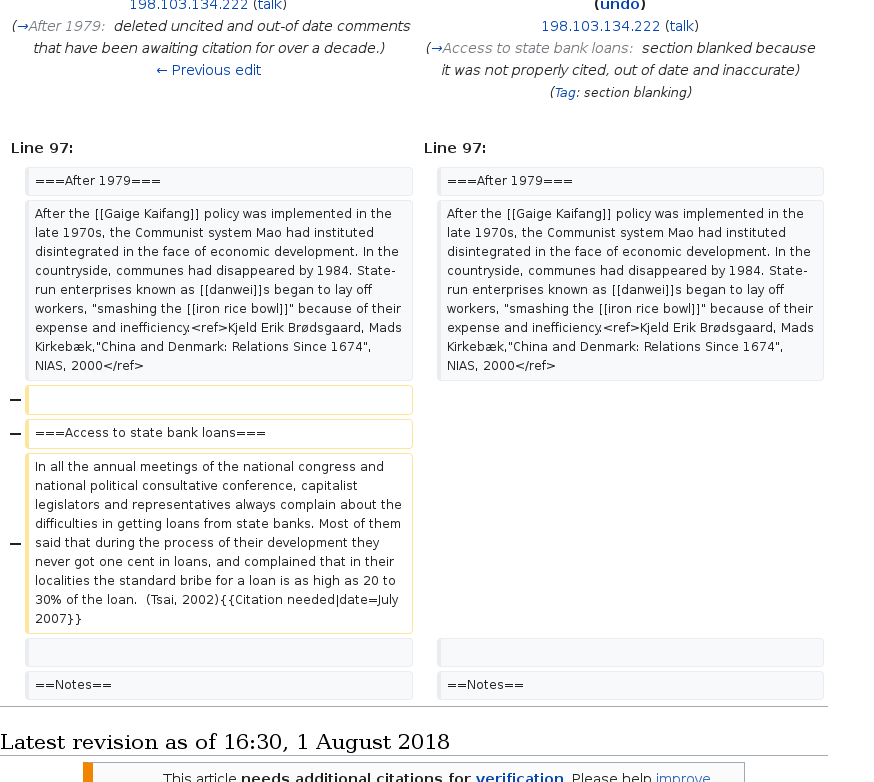 198.103.134.222 (talk)
(→After 1979: deleted uncited and out-of date comments
that have been awaiting citation for over a decade.)
← Previous edit
(undo)
198.103.134.222 (talk)
(→Access to state bank loans: section blanked because
it was not properly cited, out of date and inaccurate)
(Tag: section blanking)
Line 97:
Line 97:
===After 1979===
===After 1979===
After the [[Gaige Kaifang]] policy was implemented in the
late 1970s, the Communist system Mao had instituted
disintegrated in the face of economic development. In the
countryside, communes had disappeared by 1984. State-
run enterprises known as [[danwei]]s began to lay off
workers, "smashing the [[iron rice bowl]]" because of their
expense and inefficiency.<ref>Kjeld Erik Brødsgaard, Mads
Kirkebæk,"China and Denmark: Relations Since 1674",
NIAS, 2000</ref>
After the [[Gaige Kaifang]] policy was implemented in the
late 1970s, the Communist system Mao had instituted
disintegrated in the face of economic development. In the
countryside, communes had disappeared by 1984. State-
run enterprises known as [[danwei]]s began to lay off
workers, "smashing the [[iron rice bowl]]" because of their
expense and inefficiency.<ref>Kjeld Erik Brødsgaard, Mads
Kirkebæk,"China and Denmark: Relations Since 1674",
NIAS, 2000</ref>
−
− ===Access to state bank loans===
In all the annual meetings of the national congress and
national political consultative conference, capitalist
legislators and representatives always complain about the
difficulties in getting loans from state banks. Most of them
− said that during the process of their development they
never got one cent in loans, and complained that in their
localities the standard bribe for a loan is as high as 20 to
30% of the loan.  (Tsai, 2002){{Citation needed|date=July
2007}}
==Notes==
==Notes==
Latest revision as of 16:30, 1 August 2018
This article needs additional citations for verification. Please help improve